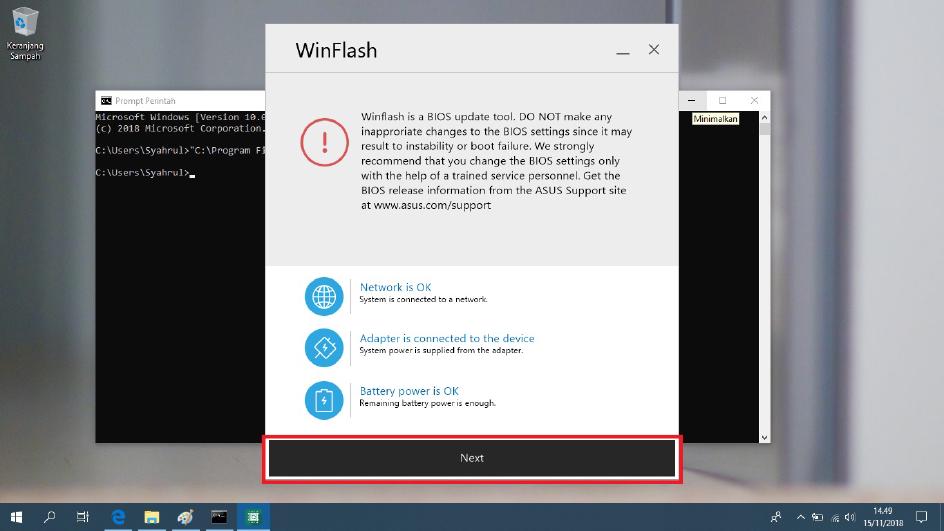 Keranjang
Sampah
WinFlash
Prompt Perintah
Microsoft Windows [Version 10.0
(c) 2018 Microsoft Corporation.
C:\Users\Syahrul>"C:\Program Fi
C:\Users\Syahrul>
Minimalkan
Winflash is a BIOS update tool. DO NOT make any
inapproriate changes to the BIOS settings since it may
result to instability or boot failure. We strongly
recommend that you change the BIOS settings only
with the help of a trained service personnel. Get the
BIOS release information from the ASUS Support site
at www.asus.com/support
Network is OK
System is connected to a network.
Adapter is connected to the device
System power is supplied from the adapter.
Battery power is OK
Remaining battery power is enough.
Next
14.49
15/11/2018